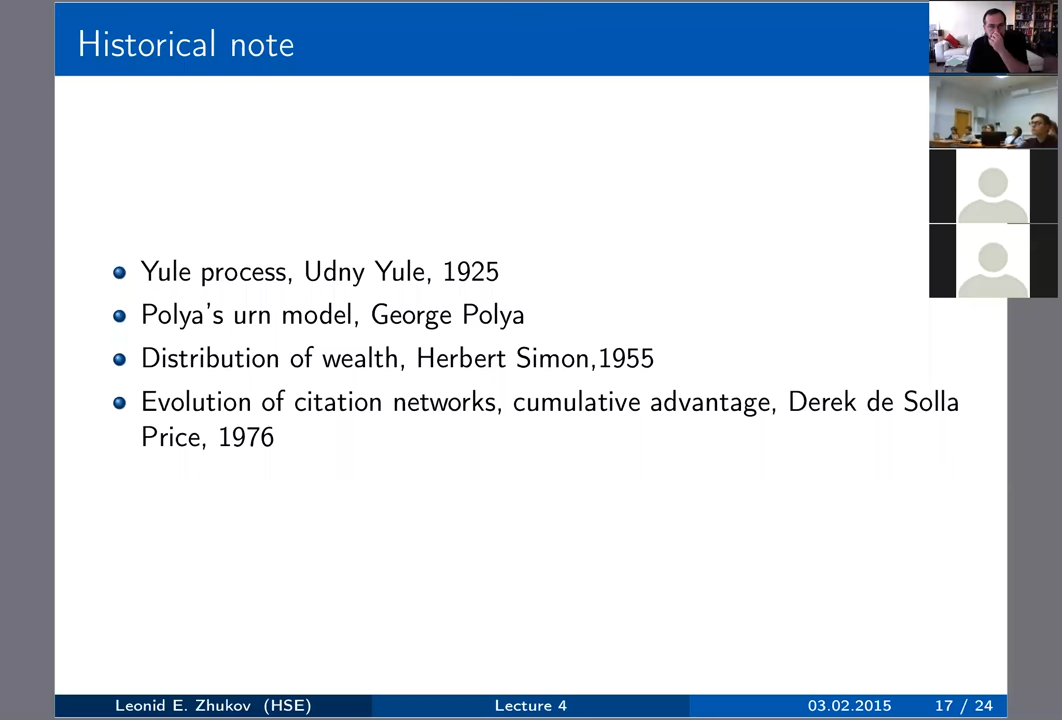 Historical note
Yule process, Udny Yule, 1925
Polya's urn model, George Polya
Distribution of wealth, Herbert Simon,1955
Evolution of citation networks, cumulative advantage, Derek de Solla
Price, 1976
Leonid E. Zhukov (HSE) Lecture 4 03.02.2015 17 / 24